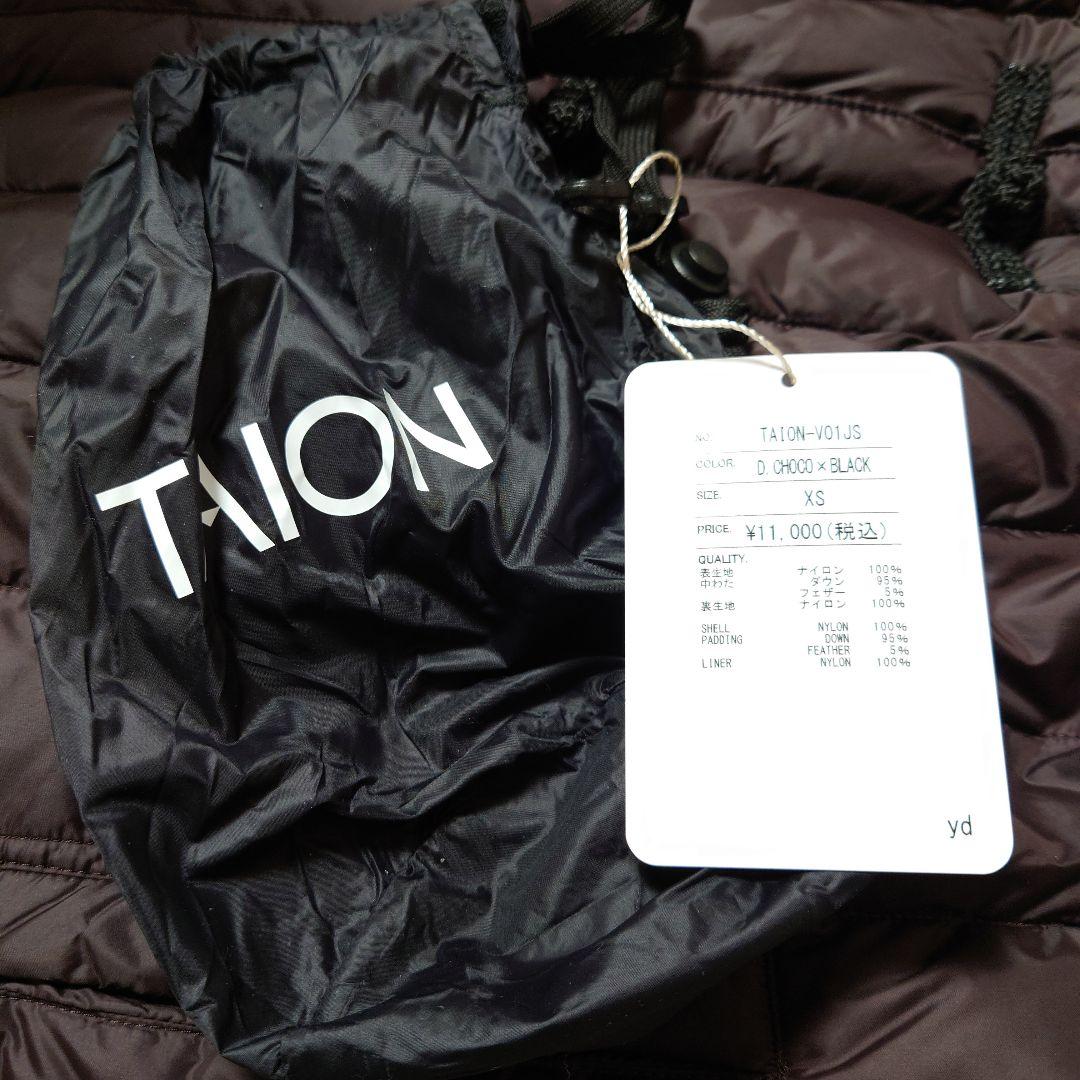 TAION
NO. TAION-V01JS
COLOR. D.CHOCO×BLACK
SIZE. XS
PRICE. ¥11,000(税込)
QUALITY.
表生地 ナイロン 100%
中わた ダウン 95%
フェザー 5%
裏生地 ナイロン 100%
SHELL NYLON 100%
PADDING DOWN 95%
FEATHER 5%
LINER NYLON 100%
yd